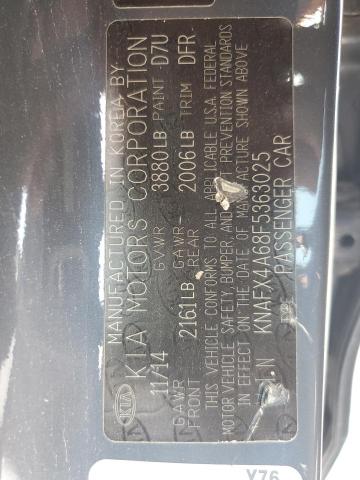 MANUFACTURED IN KOREA BY
KIA KIA MOTORS CORPORATION
11/14 GVWR 3880LB PAINT D7U
GAWR FRONT 2161LB GAWR REAR 2006LB TRIM DFR
THIS VEHICLE CONFORMS TO ALL APPLICABLE U.S.A. FEDERAL
MOTOR VEHICLE SAFETY, BUMPER, AND THEFT PREVENTION STANDARDS
IN EFFECT ON THE DATE OF MANUFACTURE SHOWN ABOVE
KNAFX4A68F5363025
PASSENGER CAR
Y76